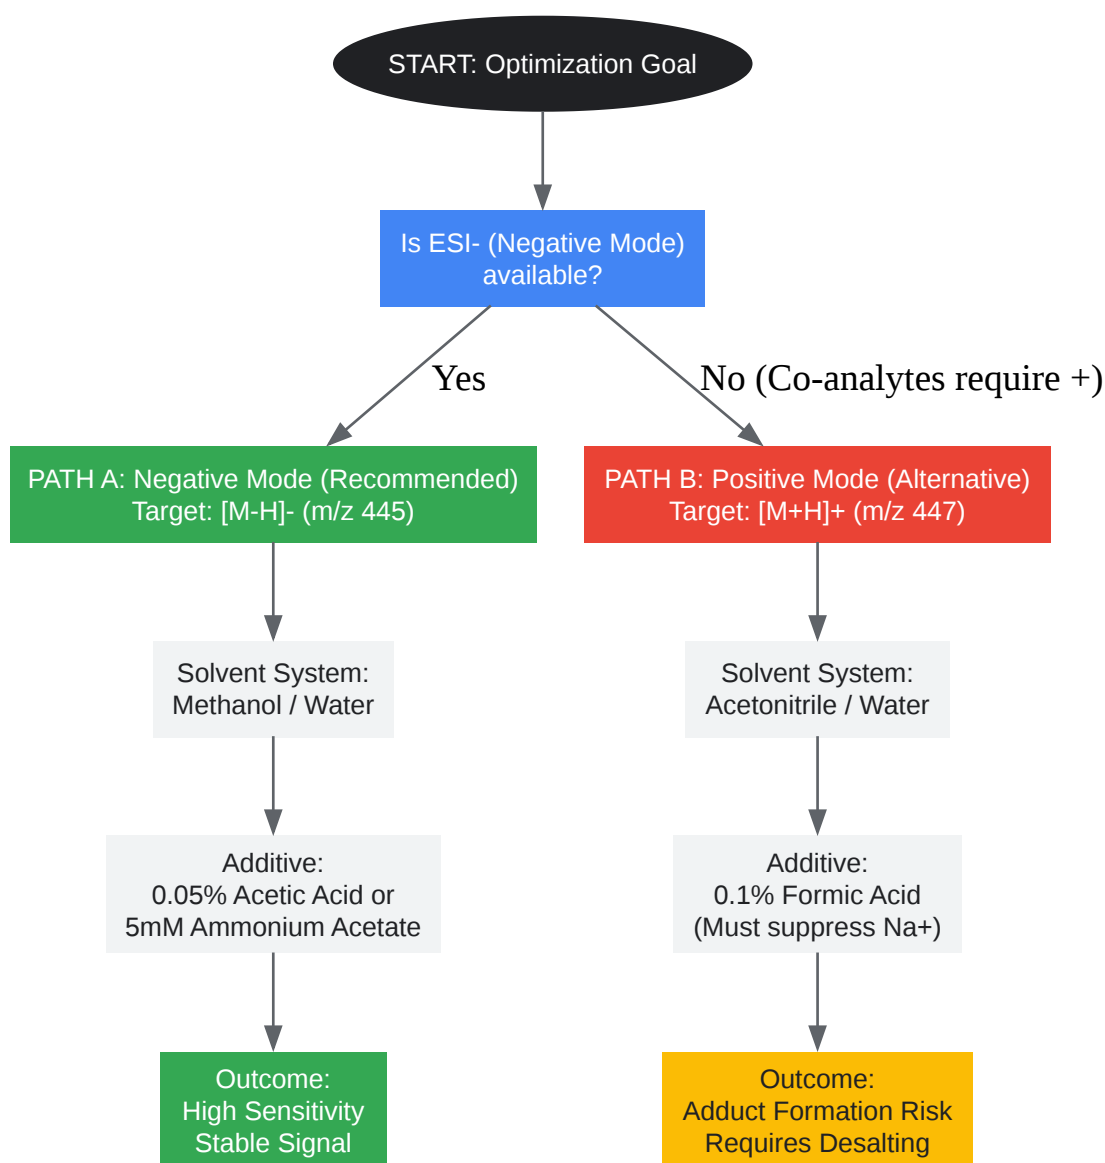 START: Optimization Goal
Is ESI- (Negative Mode)
available?
Yes
No (Co-analytes require +)
PATH A: Negative Mode (Recommended)
Target: [M-H]- (m/z 445)
PATH B: Positive Mode (Alternative)
Target: [M+H]+ (m/z 447)
Solvent System:
Methanol / Water
Solvent System:
Acetonitrile / Water
Additive:
0.05% Acetic Acid or
5mM Ammonium Acetate
Additive:
0.1% Formic Acid
(Must suppress Na+)
Outcome:
High Sensitivity
Stable Signal
Outcome:
Adduct Formation Risk
Requires Desalting